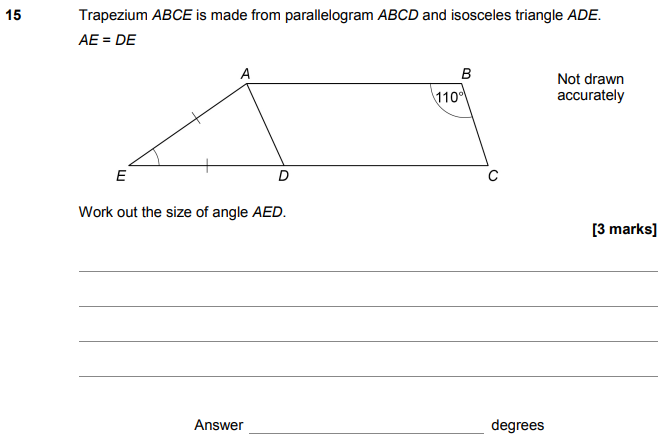 15 Trapezium ABCE is made from parallelogram ABCD and isosceles triangle ADE.
AE = DE
A
B
110°
Not drawn
accurately
E
D
C
Work out the size of angle AED.
[3 marks]
Answer
degrees